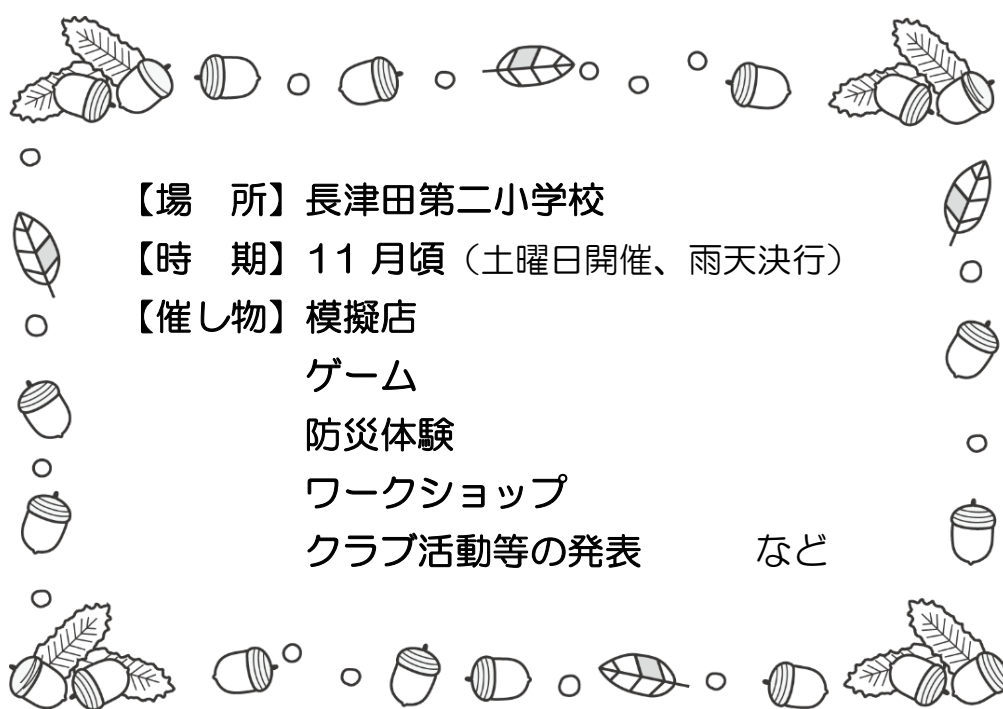 【場　所】長津田第二小学校
【時　期】11月頃（土曜日開催、雨天決行）
【催し物】模擬店
ゲーム
防災体験
ワークショップ
クラブ活動等の発表　　　など